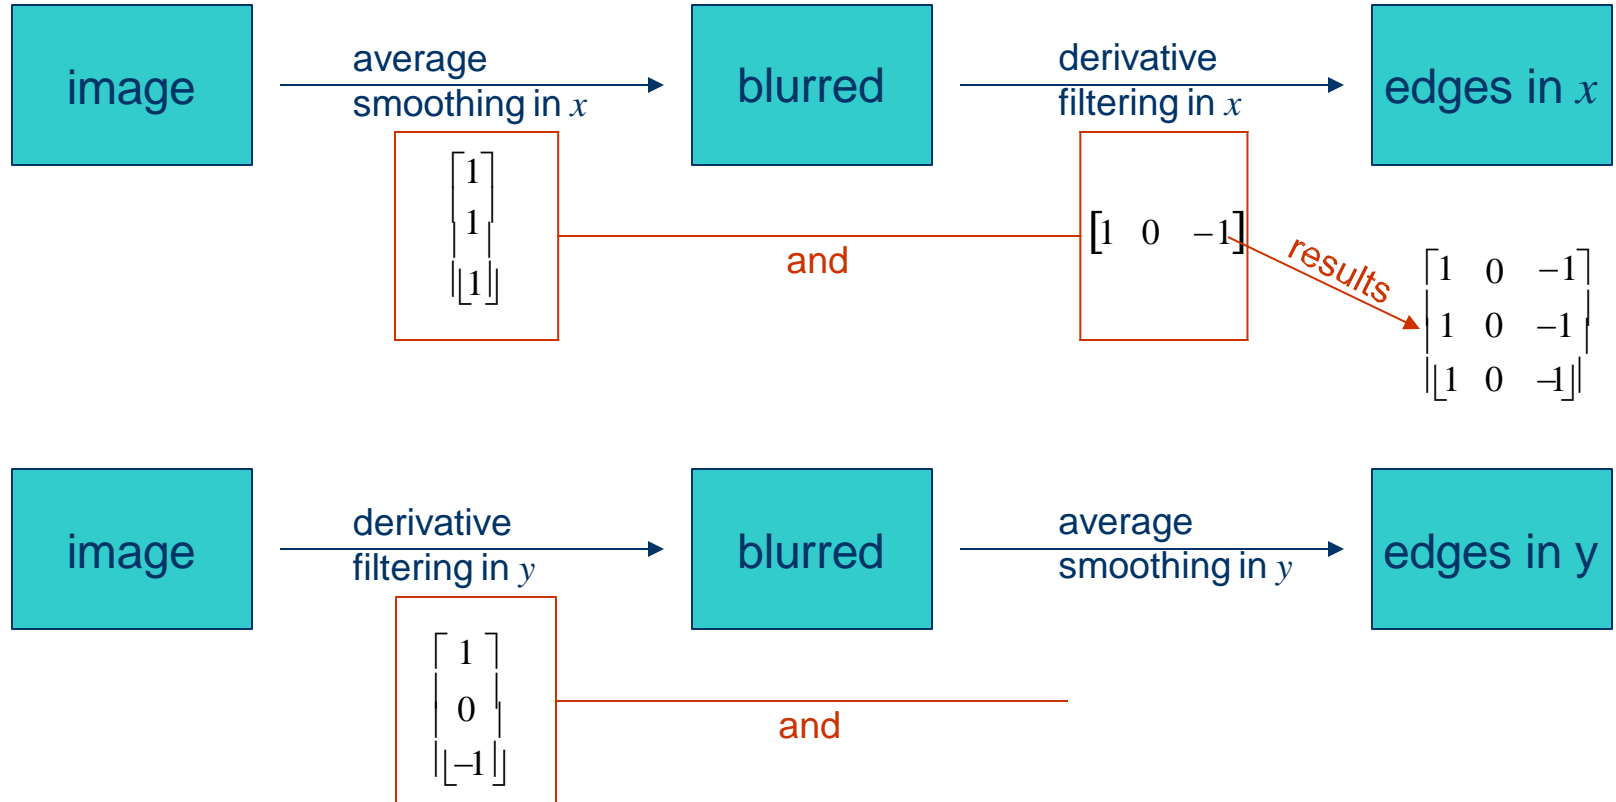 image
average
smoothing in x
blurred
derivative
filtering in x
edges in x
[1
1
1]
and
[1 0 −1]
results
[1 0 −1
1 0 −1
1 0 −1]
image
derivative
filtering in y
blurred
average
smoothing in y
edges in y
[1
0
−1]
and